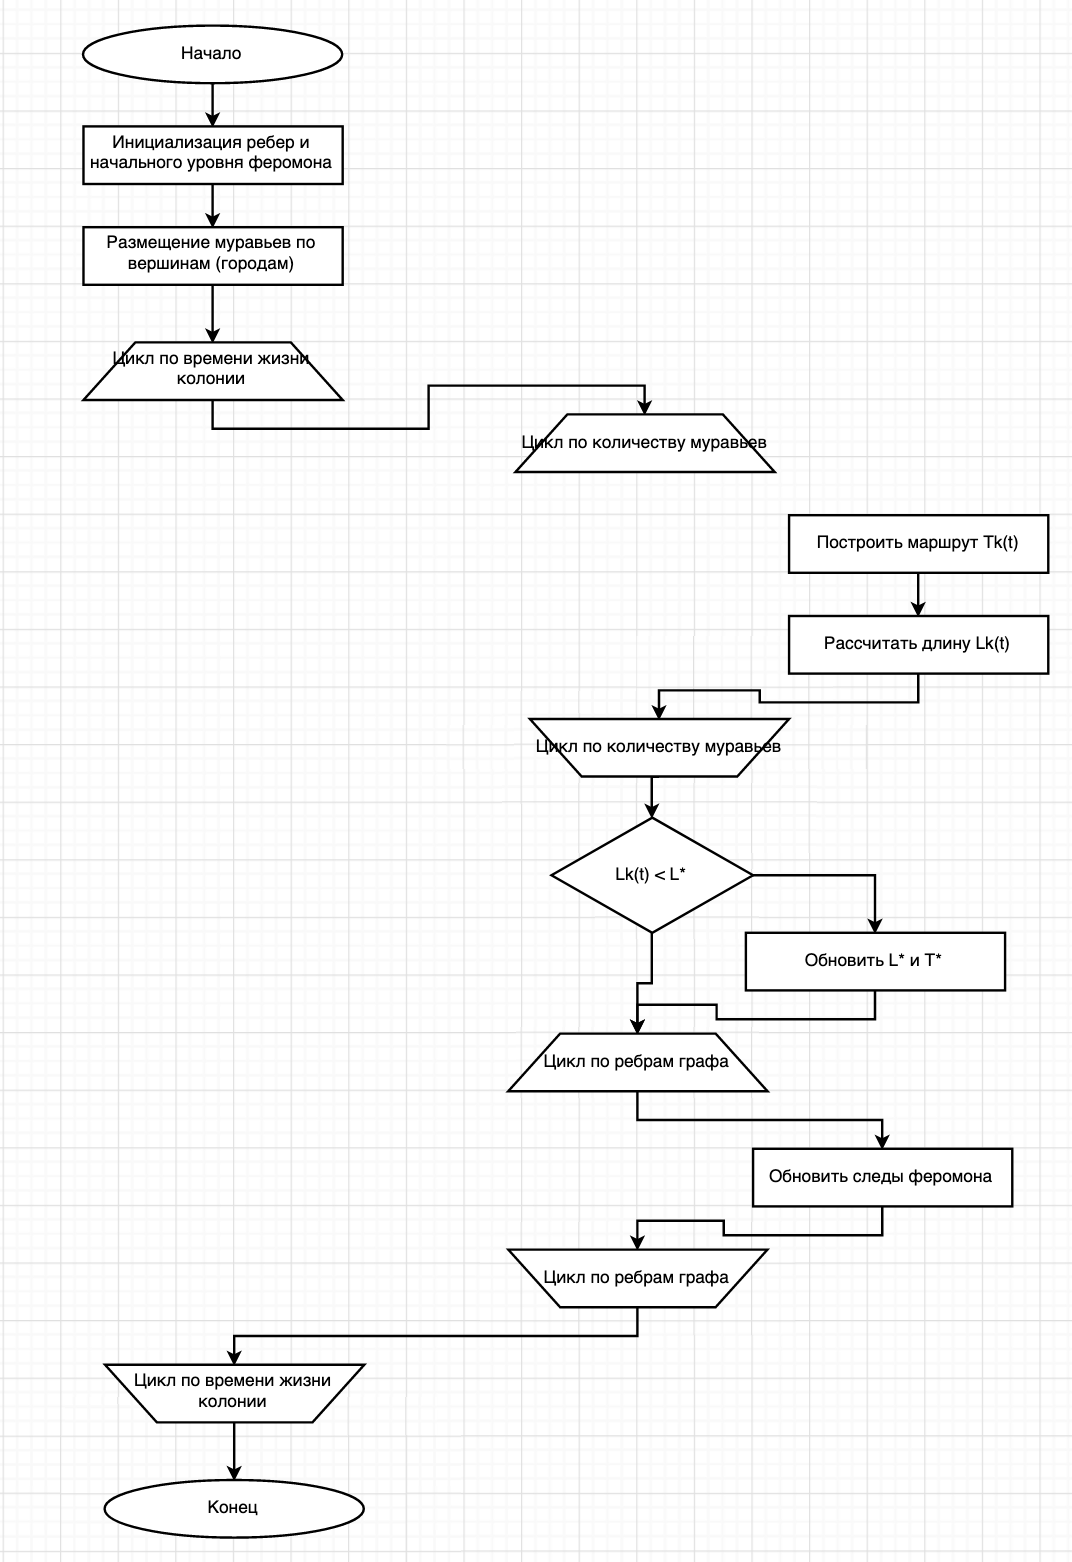 Начало
Инициализация ребер и
начального уровня феромона
Размещение муравьев по
вершинам (городам)
Цикл по времени жизни
колонии
Цикл по количеству муравьев
Построить маршрут Tk(t)
Рассчитать длину Lk(t)
Цикл по количеству муравьев
Lk(t) < L*
Обновить L* и T*
Цикл по ребрам графа
Обновить следы феромона
Цикл по ребрам графа
Цикл по времени жизни
колонии
Конец